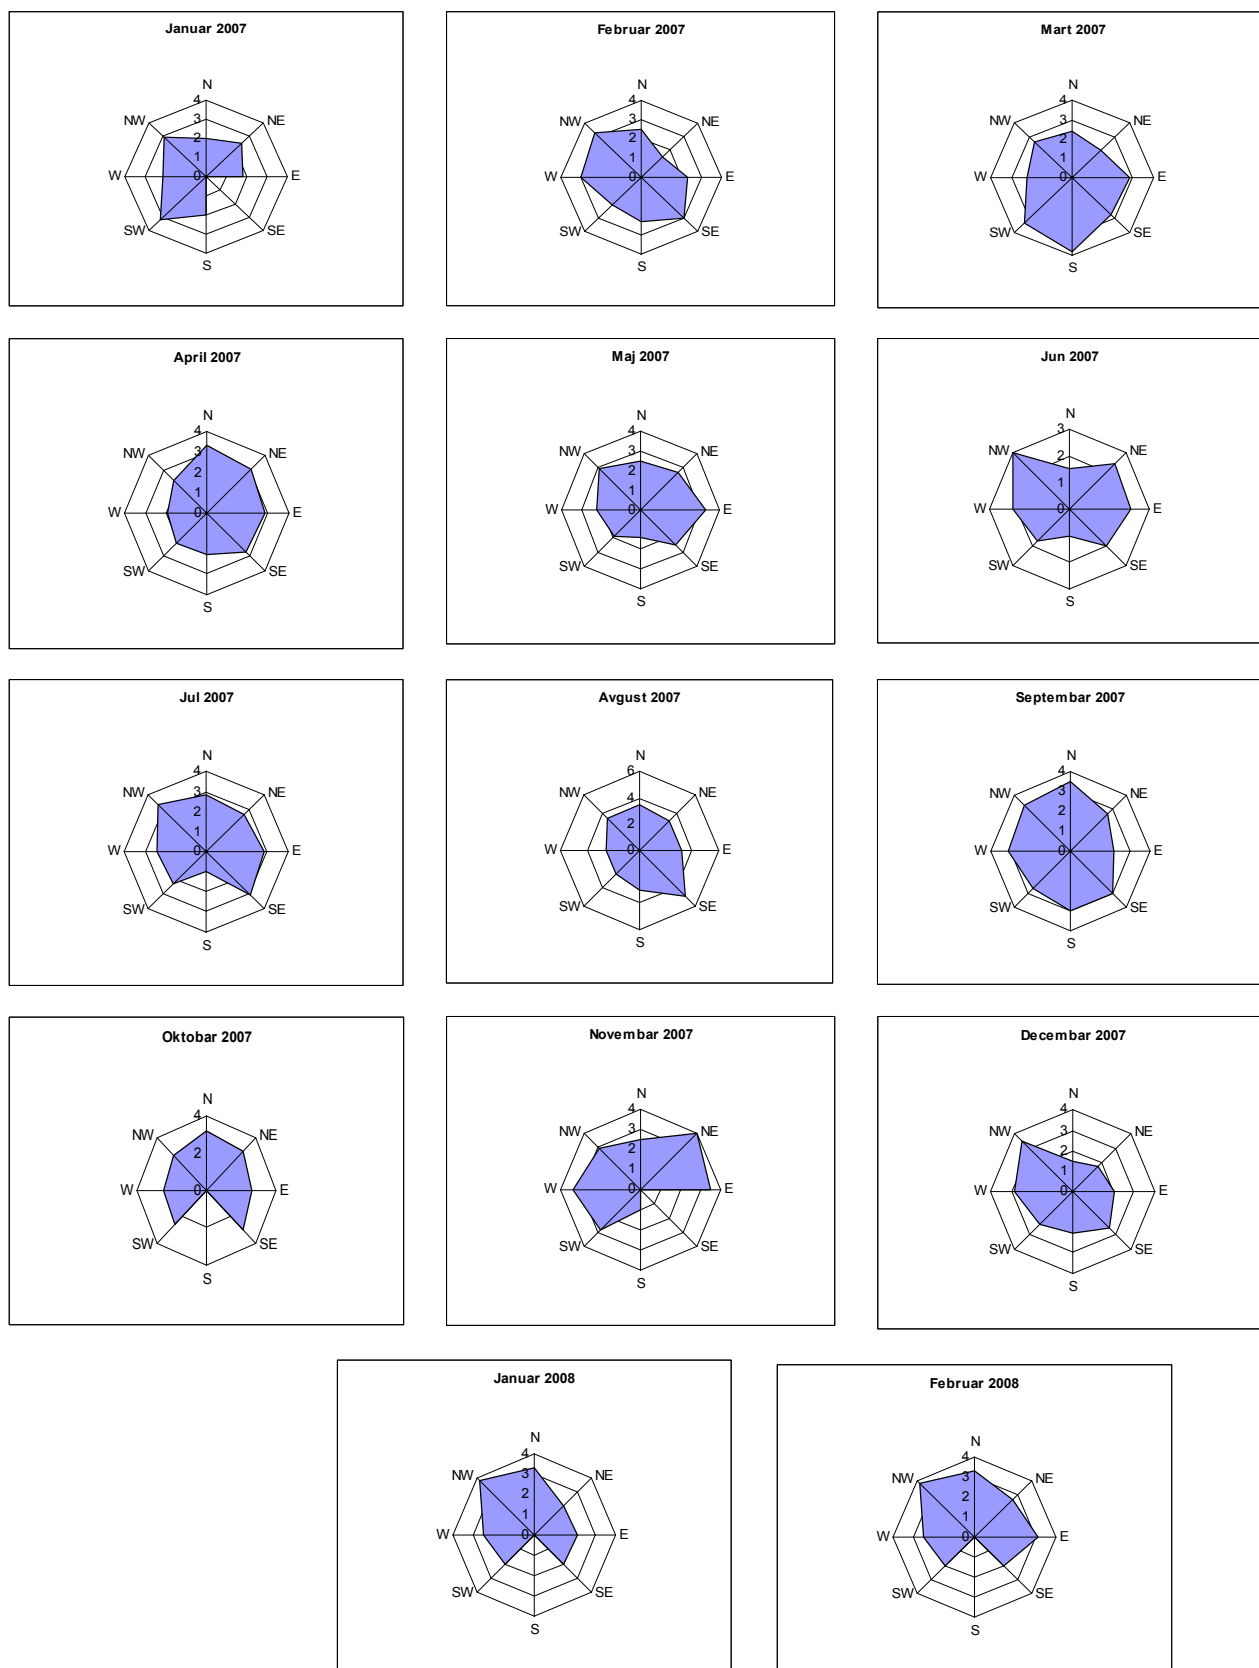 Januar 2007
N
4
3
2
1
0
NE
E
SE
S
SW
W
NW
Februar 2007
N
4
3
2
1
0
NE
E
SE
S
SW
W
NW
Mart 2007
N
4
3
2
1
0
NE
E
SE
S
SW
W
NW
April 2007
N
4
3
2
1
0
NE
E
SE
S
SW
W
NW
Maj 2007
N
4
3
2
1
0
NE
E
SE
S
SW
W
NW
Jun 2007
N
3
2
1
0
NE
E
SE
S
SW
W
NW
Jul 2007
N
4
3
2
1
0
NE
E
SE
S
SW
W
NW
Avgust 2007
N
6
4
2
0
NE
E
SE
S
SW
W
NW
Septembar 2007
N
4
3
2
1
0
NE
E
SE
S
SW
W
NW
Oktobar 2007
N
4
2
0
NE
E
SE
S
SW
W
NW
Novembar 2007
N
4
3
2
1
0
NE
E
SE
S
SW
W
NW
Decembar 2007
N
4
3
2
1
0
NE
E
SE
S
SW
W
NW
Januar 2008
N
4
3
2
1
0
NE
E
SE
S
SW
W
NW
Februar 2008
N
4
3
2
1
0
NE
E
SE
S
SW
W
NW